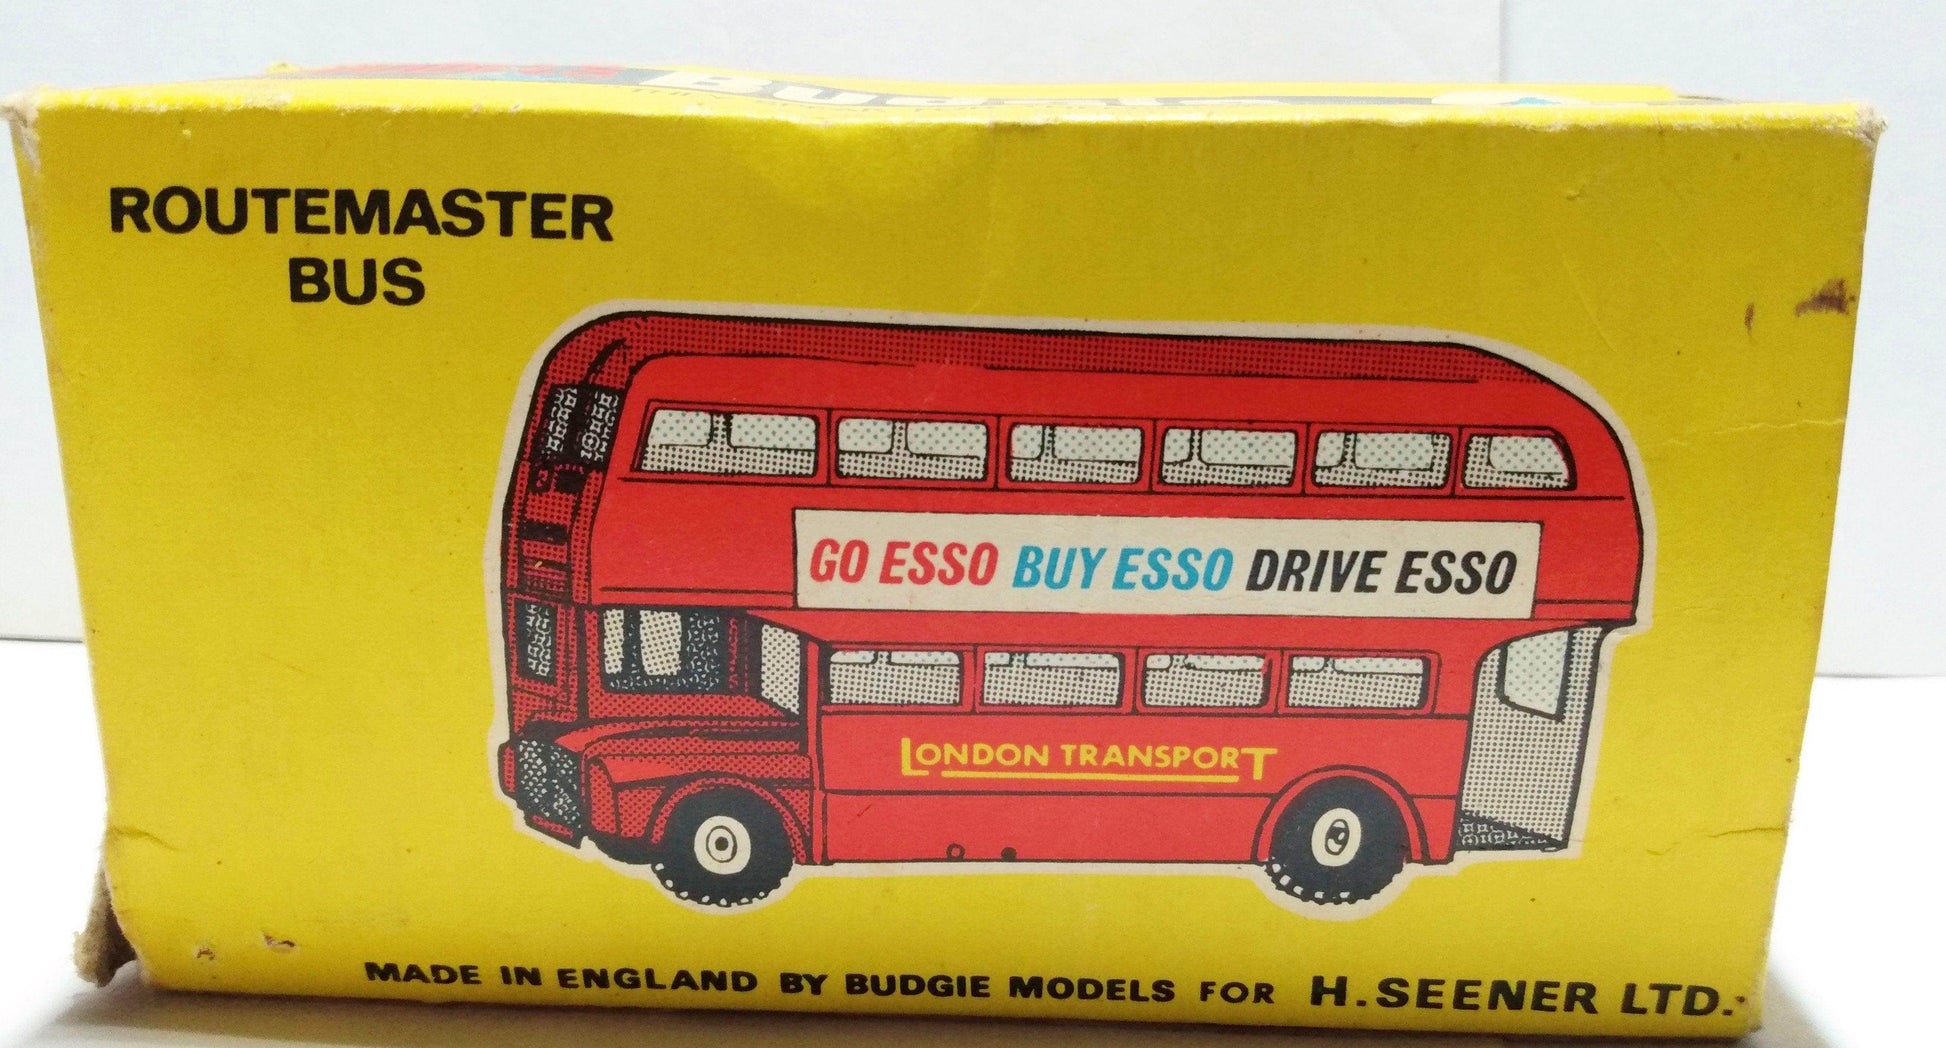 Budgie
ROUTEMASTER
BUS
GO ESSO BUY ESSO DRIVE ESSO
LONDON TRANSPORT
MADE IN ENGLAND BY BUDGIE MODELS FOR H. SEENER LTD.